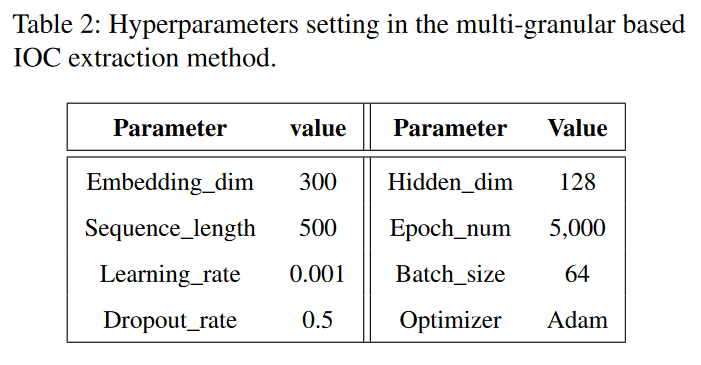 Table 2: Hyperparameters setting in the multi-granular based
IOC extraction method.
Parameter value Parameter Value
Embedding_dim 300 Hidden_dim 128
Sequence_length 500 Epoch_num 5,000
Learning_rate 0.001 Batch_size 64
Dropout_rate 0.5 Optimizer Adam